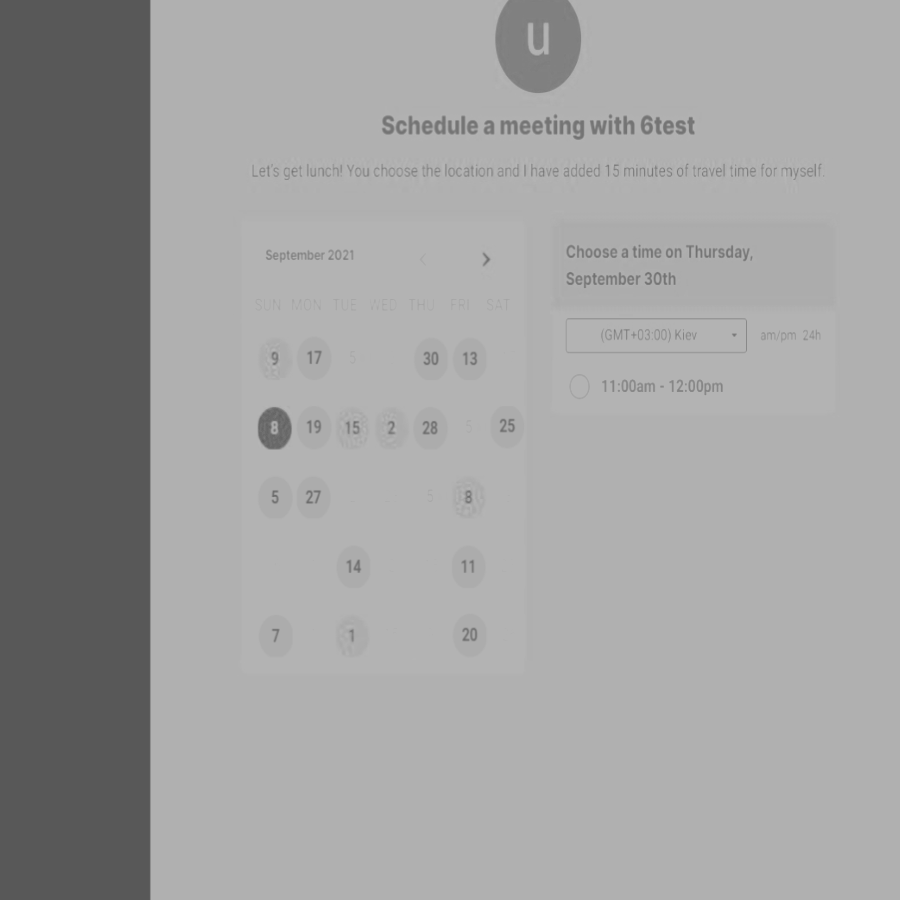 u
Schedule a meeting with 6test
Let's get lunch! You choose the location and I have added 15 minutes of travel time for myself.
September 2021
SUN MON TUE WED THU FRI SAT
9 17 5 30 13
8 19 15 2 28 5 25
5 27 5 8
14 11
7 1 20
Choose a time on Thursday,
September 30th
(GMT+03:00) Kiev am/pm 24h
11:00am - 12:00pm